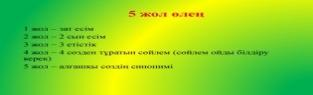 5 жол өлең
1 жол – зат есім
2 жол – 2 сын есім
3 жол – 3 етістік
4 жол – 4 сөзден тұратын сөйлем (сөйлем ойды білдіру
керек)
5 жол – алғашқы сөздің синонимі